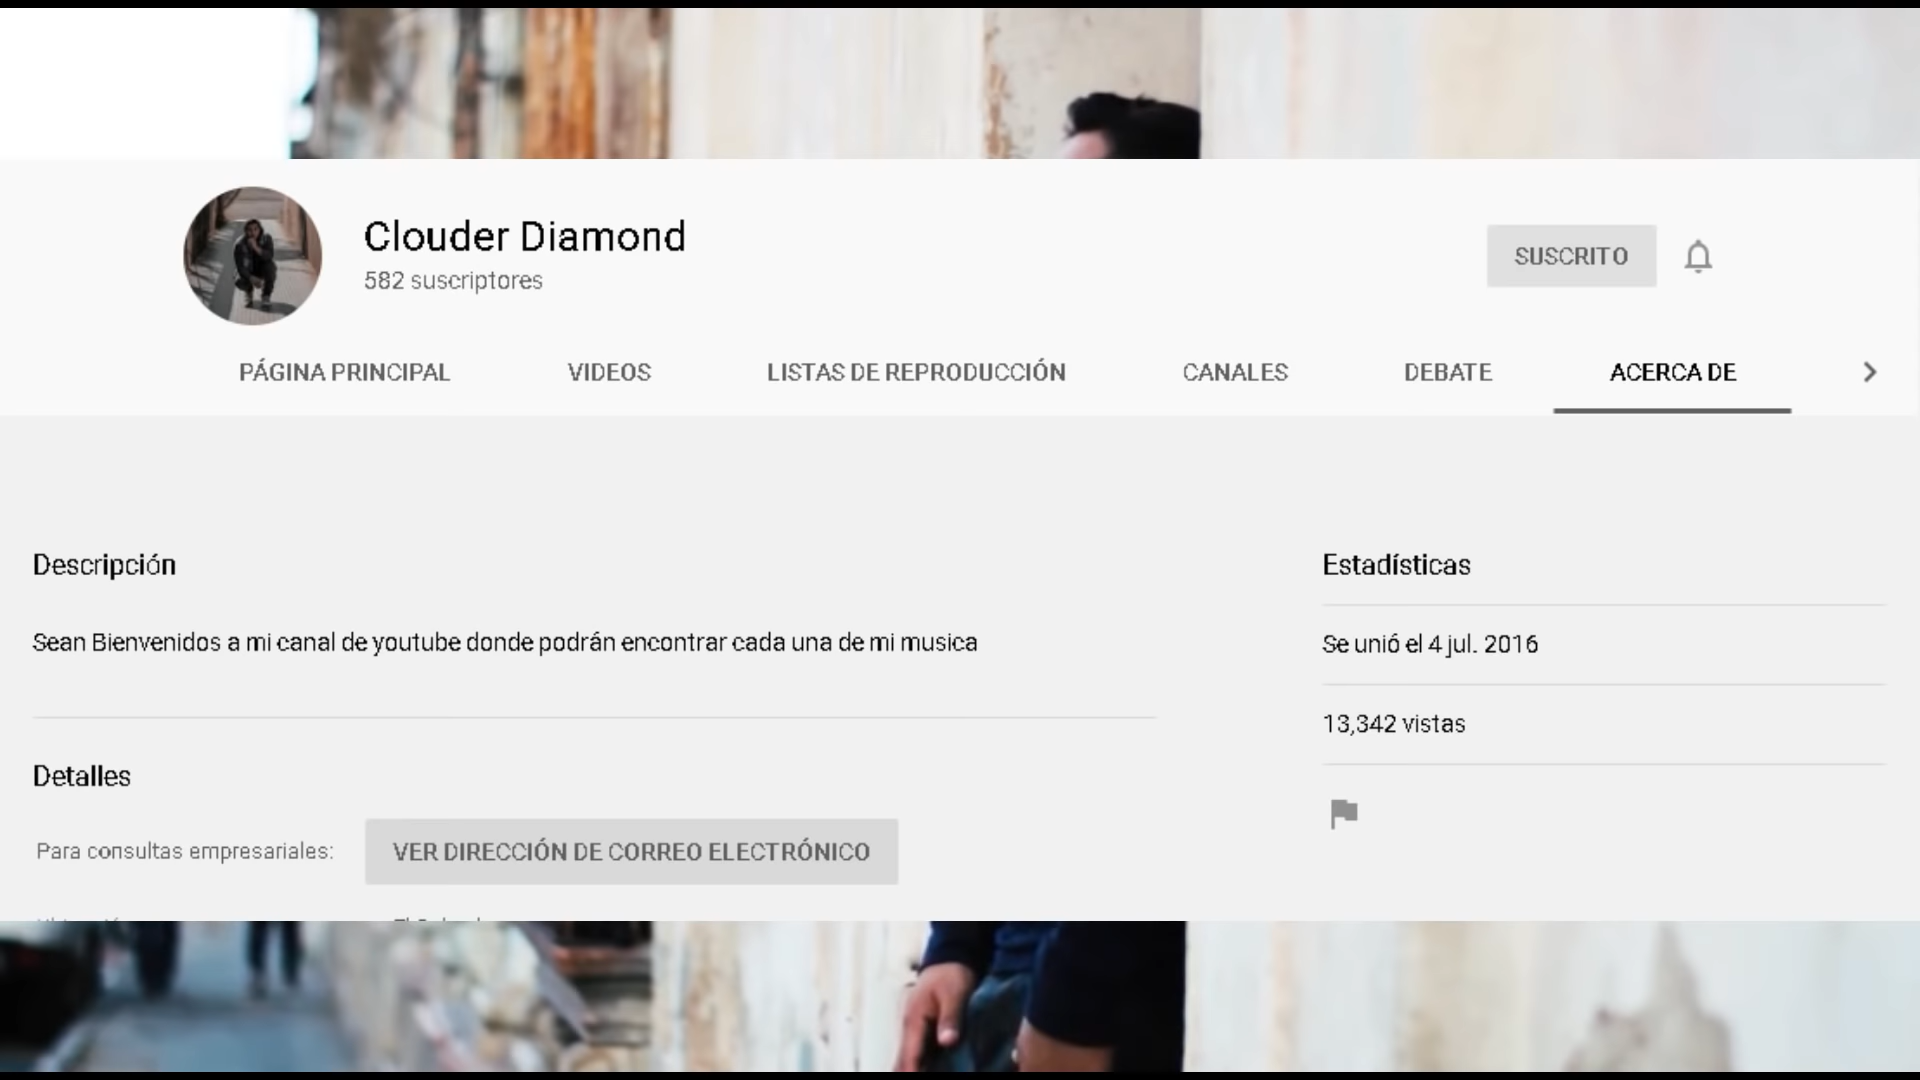 Clouder Diamond
582 suscriptores
SUSCRITO
PÁGINA PRINCIPAL
VIDEOS
LISTAS DE REPRODUCCIÓN
CANALES
DEBATE
ACERCA DE
Descripción
Sean Bienvenidos a mi canal de youtube donde podrán encontrar cada una de mi musica
Detalles
Para consultas empresariales:
VER DIRECCIÓN DE CORREO ELECTRÓNICO
Estadísticas
Se unió el 4 jul. 2016
13,342 vistas